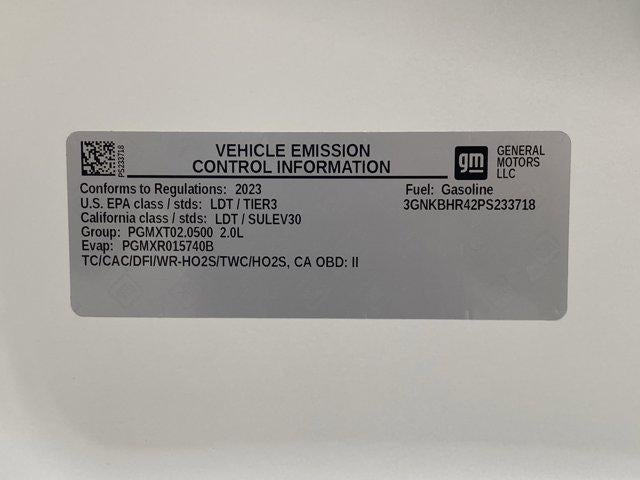 PS233718
VEHICLE EMISSION
CONTROL INFORMATION
gm
GENERAL
MOTORS
LLC
Conforms to Regulations: 2023
Fuel: Gasoline
U.S. EPA class / stds: LDT / TIER3
3GNKBHR42PS233718
California class / stds: LDT / SULEV30
Group: PGMXT02.0500 2.0L
Evap: PGMXR015740B
TC/CAC/DFI/WR-HO2S/TWC/HO2S, CA OBD: II